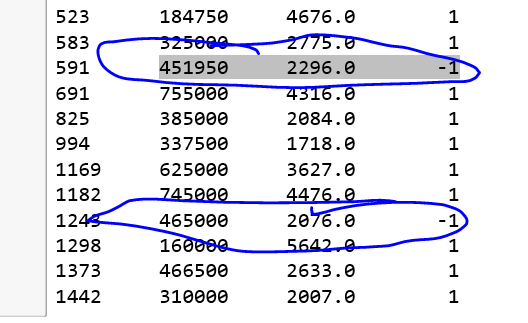 523 184750 4676.0 1
583 325000 2775.0 1
591 451950 2296.0 -1
691 755000 4316.0 1
825 385000 2084.0 1
994 337500 1718.0 1
1169 625000 3627.0 1
1182 745000 4476.0 1
1243 465000 2076.0 -1
1298 160000 5642.0 1
1373 466500 2633.0 1
1442 310000 2007.0 1